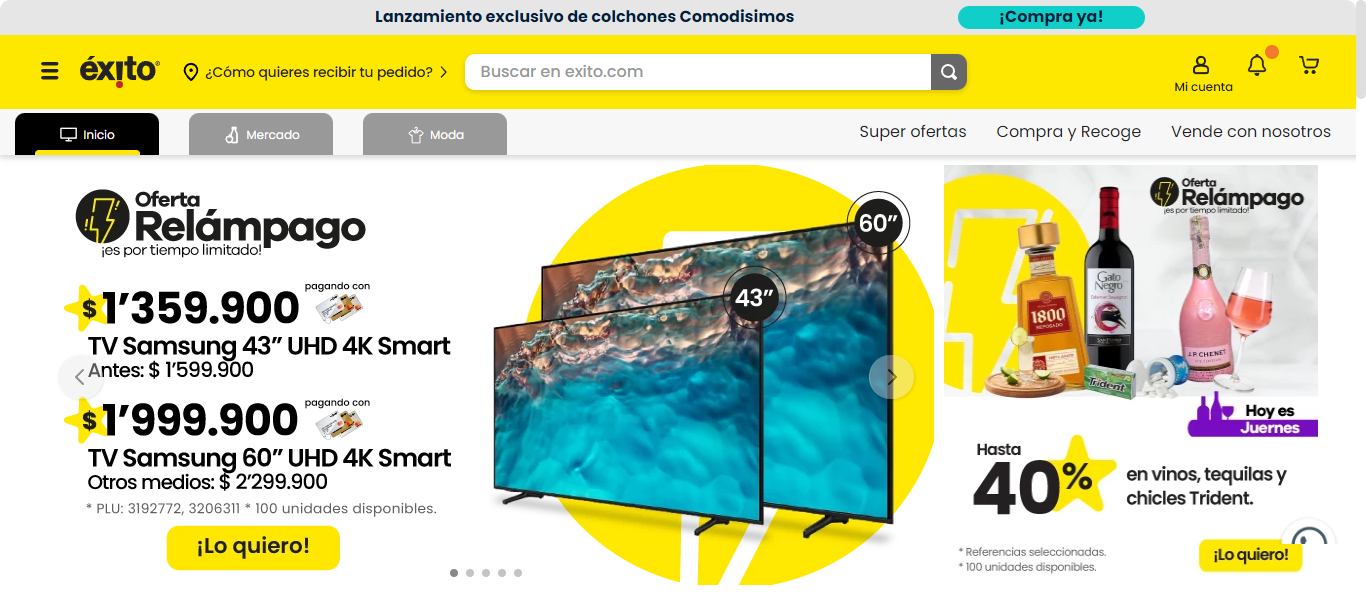 Lanzamiento exclusivo de colchones Comodisimos
¡Compra ya!
éxito
¿Cómo quieres recibir tu pedido?
Buscar en exito.com
Mi cuenta
Inicio
Mercado
Moda
Super ofertas
Compra y Recoge
Vende con nosotros
Oferta
Relámpago
¡es por tiempo limitado!
$1’359.900
pagando con
TV Samsung 43” UHD 4K Smart
Antes: $ 1’599.900
$1’999.900
pagando con
TV Samsung 60” UHD 4K Smart
Otros medios: $ 2’299.900
* PLU: 3192772, 3206311 * 100 unidades disponibles.
¡Lo quiero!
60”
43”
Oferta
Relámpago
¡es por tiempo limitado!
Gato
Negro
Cabernet Sauvignon
1800
REPOSADO
J.P. CHENET
Trident
Hoy es
Juernes
Hasta
40%
en vinos, tequilas y
chicles Trident.
* Referencias seleccionadas.
* 100 unidades disponibles.
¡Lo quiero!